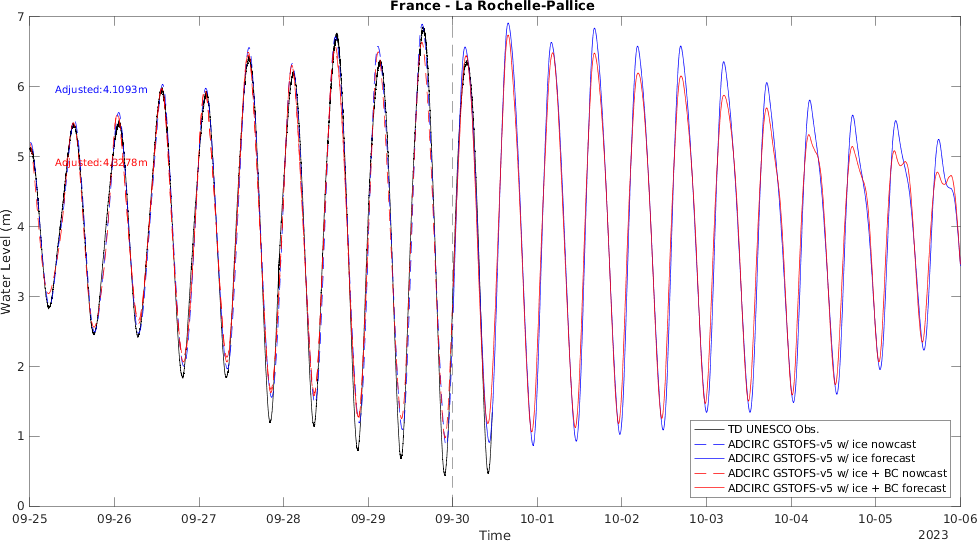 France - La Rochelle-Pallice
7
6
5
4
3
2
1
0
Water Level (m)
Adjusted:4.1093m
Adjusted:4.3278m
TD UNESCO Obs.
ADCIRC GSTOFS-v5 w/ ice nowcast
ADCIRC GSTOFS-v5 w/ ice forecast
ADCIRC GSTOFS-v5 w/ ice + BC nowcast
ADCIRC GSTOFS-v5 w/ ice + BC forecast
09-25 09-26 09-27 09-28 09-29 09-30 10-01 10-02 10-03 10-04 10-05 10-06
Time
2023